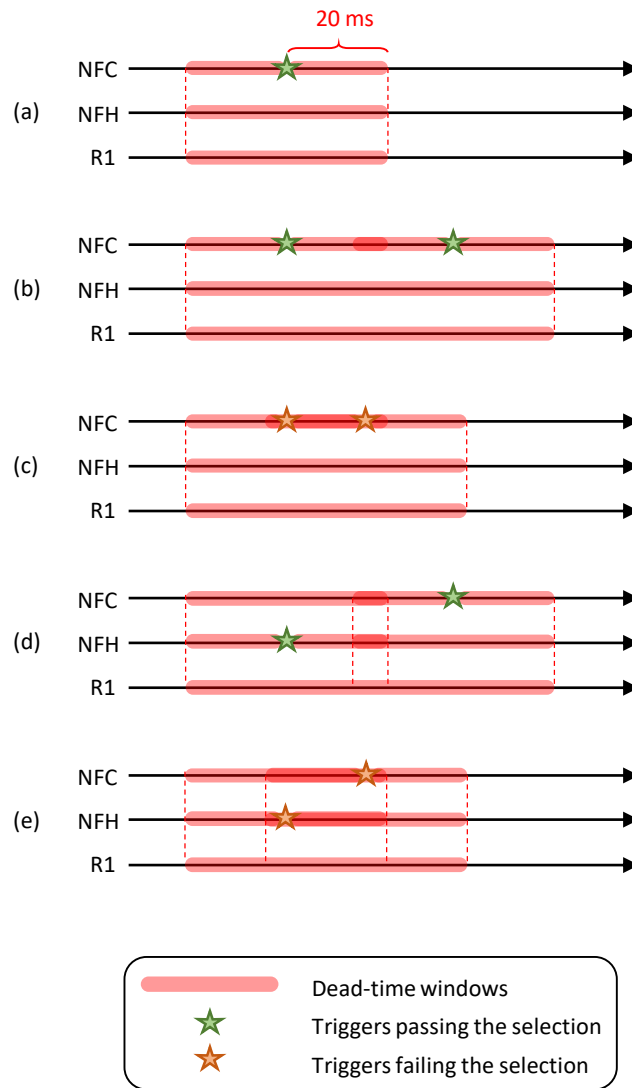 20 ms
NFC
(a) NFH
R1
NFC
(b) NFH
R1
NFC
(c) NFH
R1
NFC
(d) NFH
R1
NFC
(e) NFH
R1
Dead-time windows
Triggers passing the selection
Triggers failing the selection